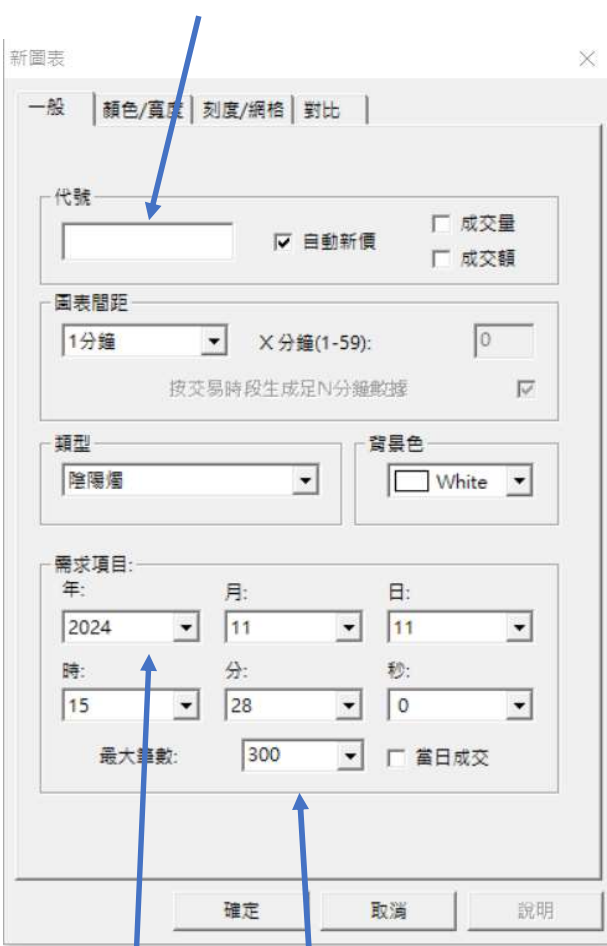 新圖表
一般 顏色/寬度 刻度/網格 對比
代號
自動新價 成交量
成交額
圖表間距
1分鐘 X 分鐘(1-59): 0
按交易時段生成足N分鐘數據
類型 背景色
陰陽燭 White
需求項目:
年: 月: 日:
2024 11 11
時: 分: 秒:
15 28 0
最大筆數: 300 當日成交
確定 取消 說明